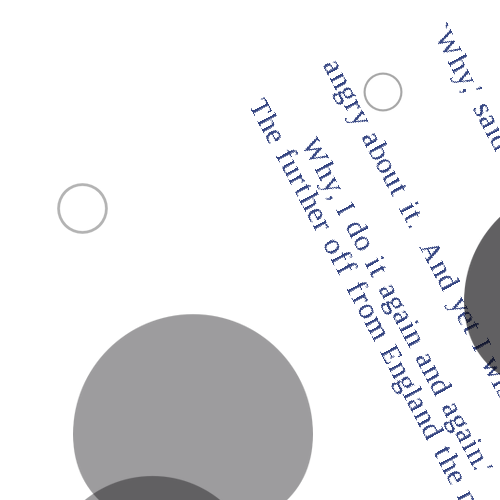 `Why,' said
angry about it. And yet I
Why, I do it again and again.'
The further off from England the